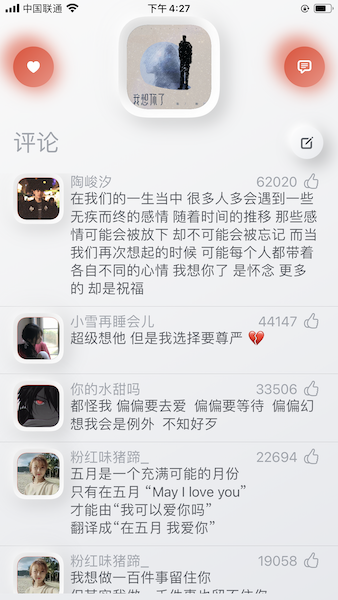 中国联通
下午 4:27
我想你了
评论
陶峻汐
62020
在我们的一生当中 很多人多会遇到一些
无疾而终的感情 随着时间的推移 那些感
情可能会被放下 却不可能会被忘记 而当
我们再次想起的时候 可能每个人都带着
各自不同的心情 我想你了 是怀念 更多
的 却是祝福
小雪再睡会儿
44147
超级想他 但是我选择要尊严 💔
你的水甜吗
33506
都怪我 偏偏要去爱 偏偏要等待 偏偏幻
想我会是例外 不知好歹
粉红味猪蹄_
22694
五月是一个充满可能的月份
只有在五月 “May I love you”
才能由“我可以爱你吗”
翻译成“在五月 我爱你”
粉红味猪蹄_
19058
我想做一百件事留住你